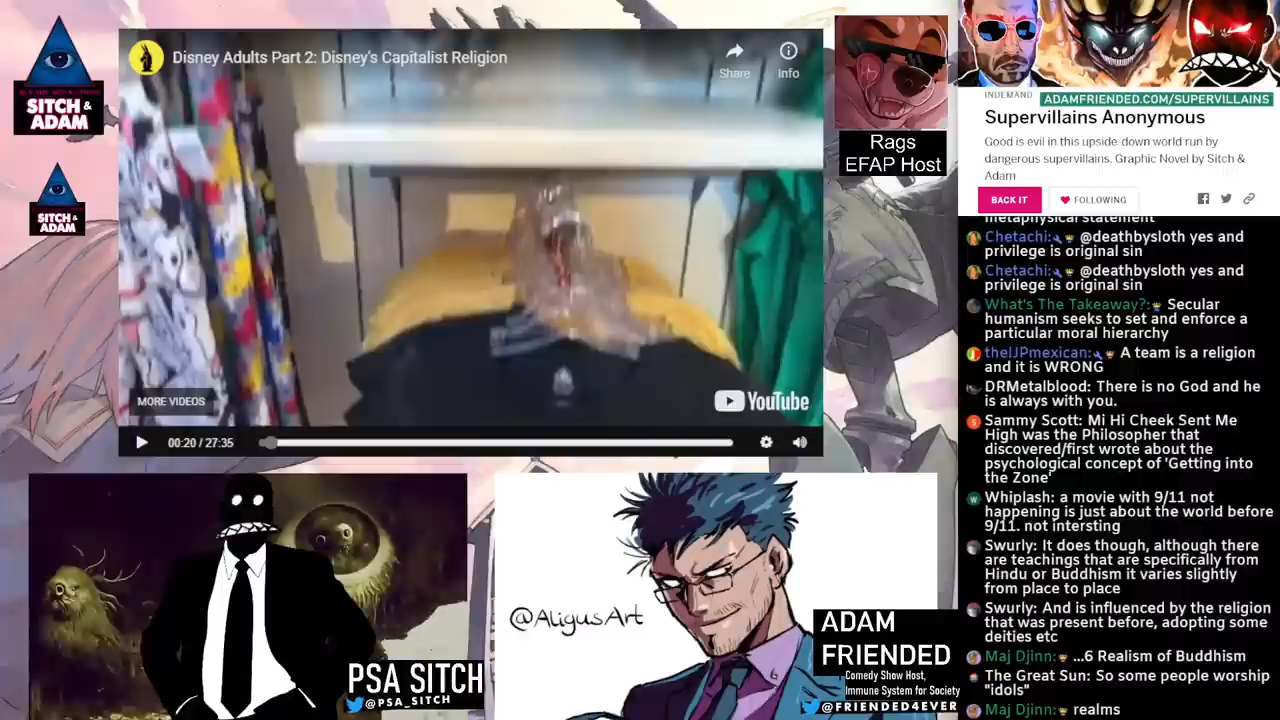 SITCH &
ADAM
SITCH &
ADAM
Disney Adults Part 2: Disney's Capitalist Religion
Share
Info
MORE VIDEOS
YouTube
00:20 / 27:35
Rags
EFAP Host
INDEMAND
ADAMFRIENDED.COM/SUPERVILLAINS
Supervillains Anonymous
Good is evil in this upside-down world run by
dangerous supervillains. Graphic Novel by Sitch &
Adam
BACK IT
FOLLOWING
metaphysical statement
Chetachi: @deathbysloth yes and
privilege is original sin
Chetachi: @deathbysloth yes and
privilege is original sin
What's The Takeaway?: Secular
humanism seeks to set and enforce a
particular moral hierarchy
theIJPmexican: A team is a religion
and it is WRONG
DRMetalblood: There is no God and he
is always with you.
Sammy Scott: Mi Hi Cheek Sent Me
High was the Philosopher that
discovered/first wrote about the
psychological concept of 'Getting into
the Zone'
Whiplash: a movie with 9/11 not
happening is just about the world before
9/11. not intersting
Swurly: It does though, although there
are teachings that are specifically from
Hindu or Buddhism it varies slightly
from place to place
Swurly: And is influenced by the religion
that was present before, adopting some
deities etc
Maj Djinn: ...6 Realism of Buddhism
The Great Sun: So some people worship
"idols"
Maj Djinn: realms
PSA SITCH
@PSA_SITCH
@AligusArt
ADAM
FRIENDED
Comedy Show Host,
Immune System for Society
@FRIENDED4EVER